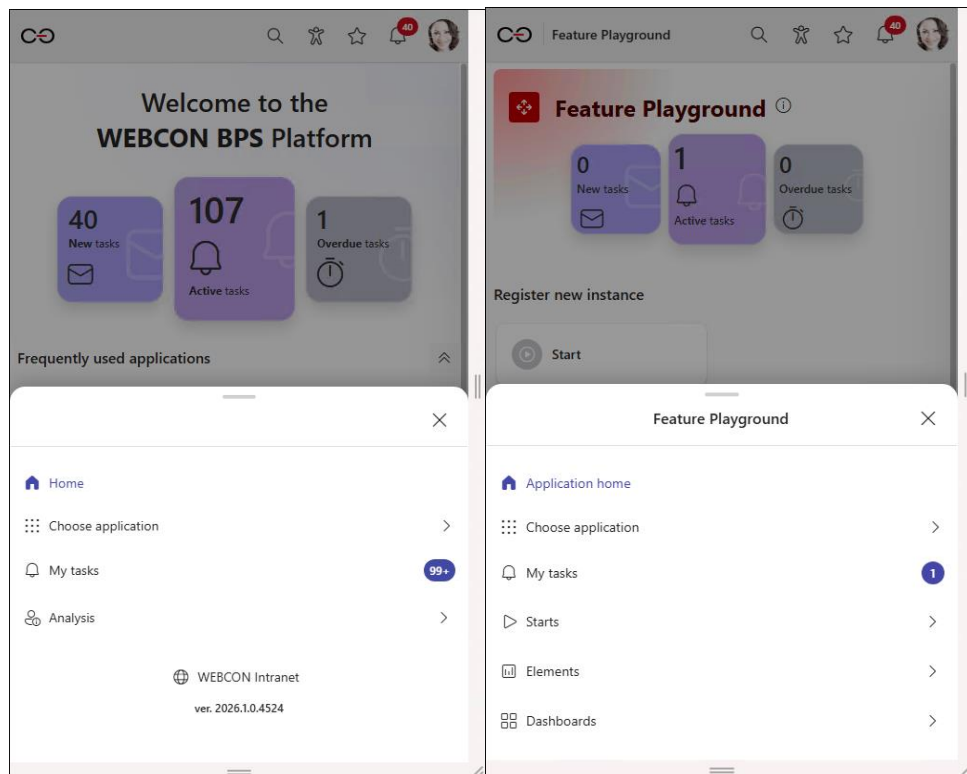 40
Welcome to the
WEBCON BPS Platform
40
New tasks
107
Active tasks
1
Overdue tasks
Frequently used applications
Home
Choose application
My tasks
99+
Analysis
WEBCON Intranet
ver. 2026.1.0.4524
Feature Playground
40
Feature Playground
0
New tasks
1
Active tasks
0
Overdue tasks
Register new instance
Start
Feature Playground
Application home
Choose application
My tasks
1
Starts
Elements
Dashboards